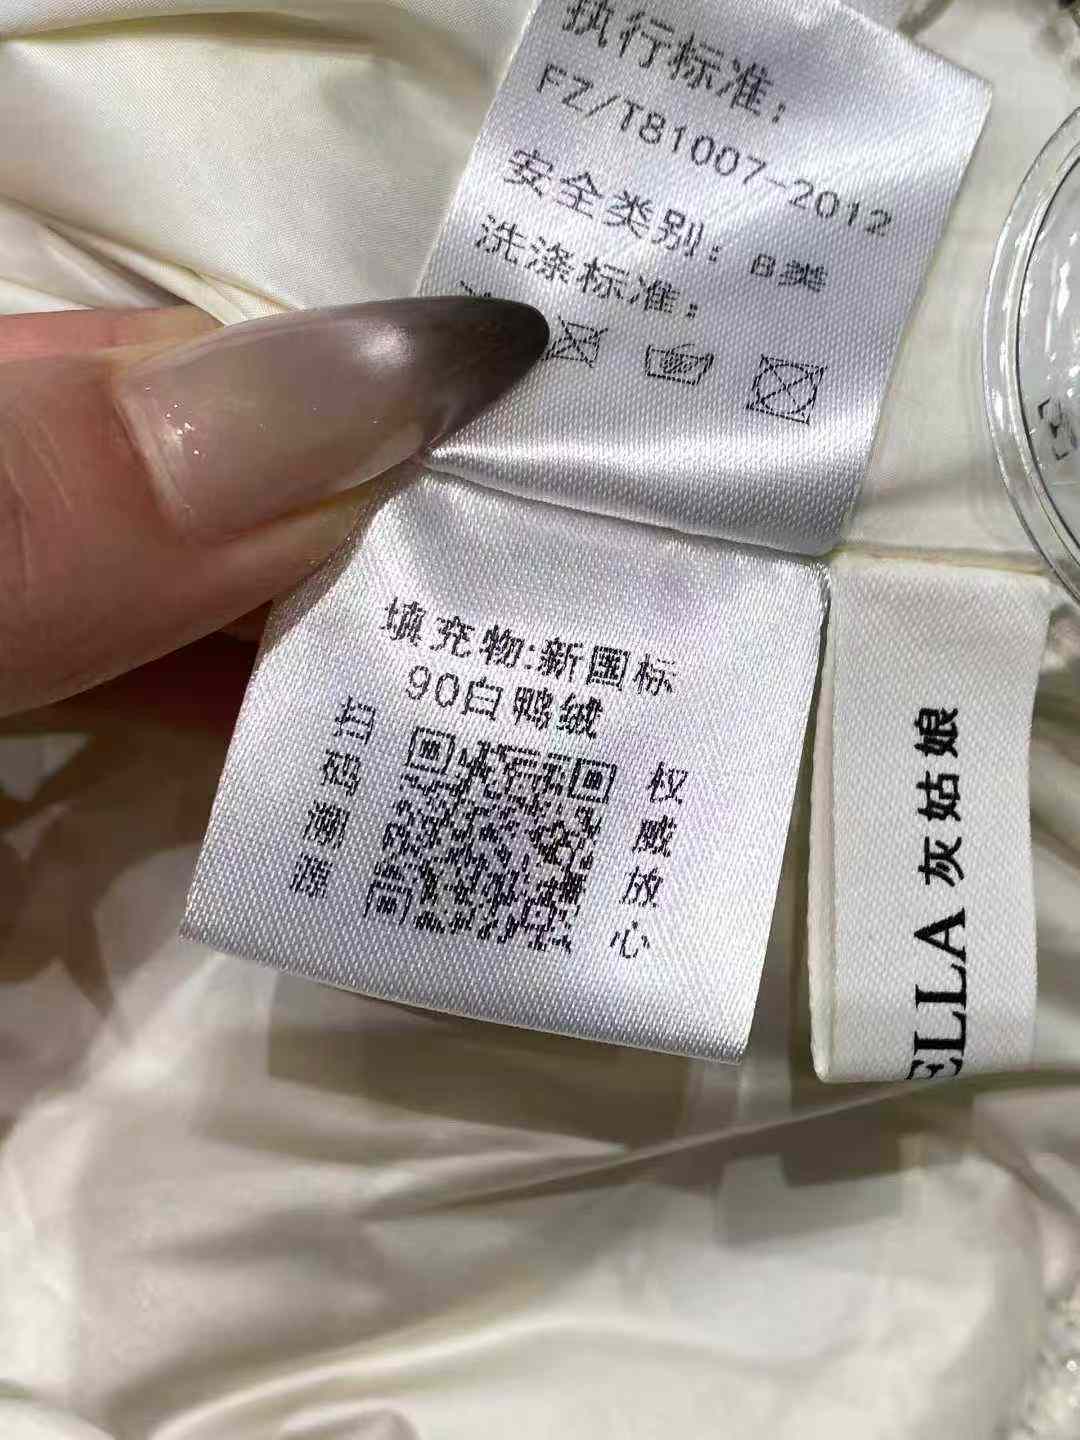 执行标准：
FZ/T81007-2012
安全类别：B类
洗涤标准：
填充物:新国标
90白鸭绒
扫码溯源
权威放心
ELLA 灰姑娘